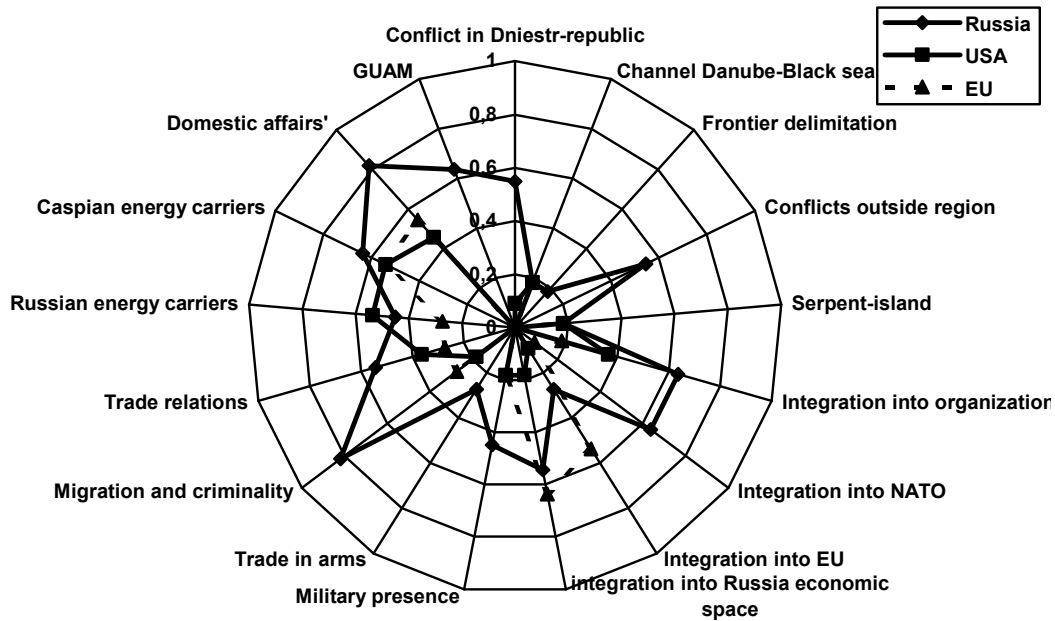 Conflict in Dniestr-republic
Channel Danube-Black sea
Frontier delimitation
Conflicts outside region
Serpent-island
Integration into organization
Integration into NATO
Integration into EU
integration into Russia economic
space
Military presence
Trade in arms
Migration and criminality
Trade relations
Russian energy carriers
Caspian energy carriers
Domestic affairs'
GUAM
1
0,8
0,6
0,4
0,2
0
Russia
USA
EU